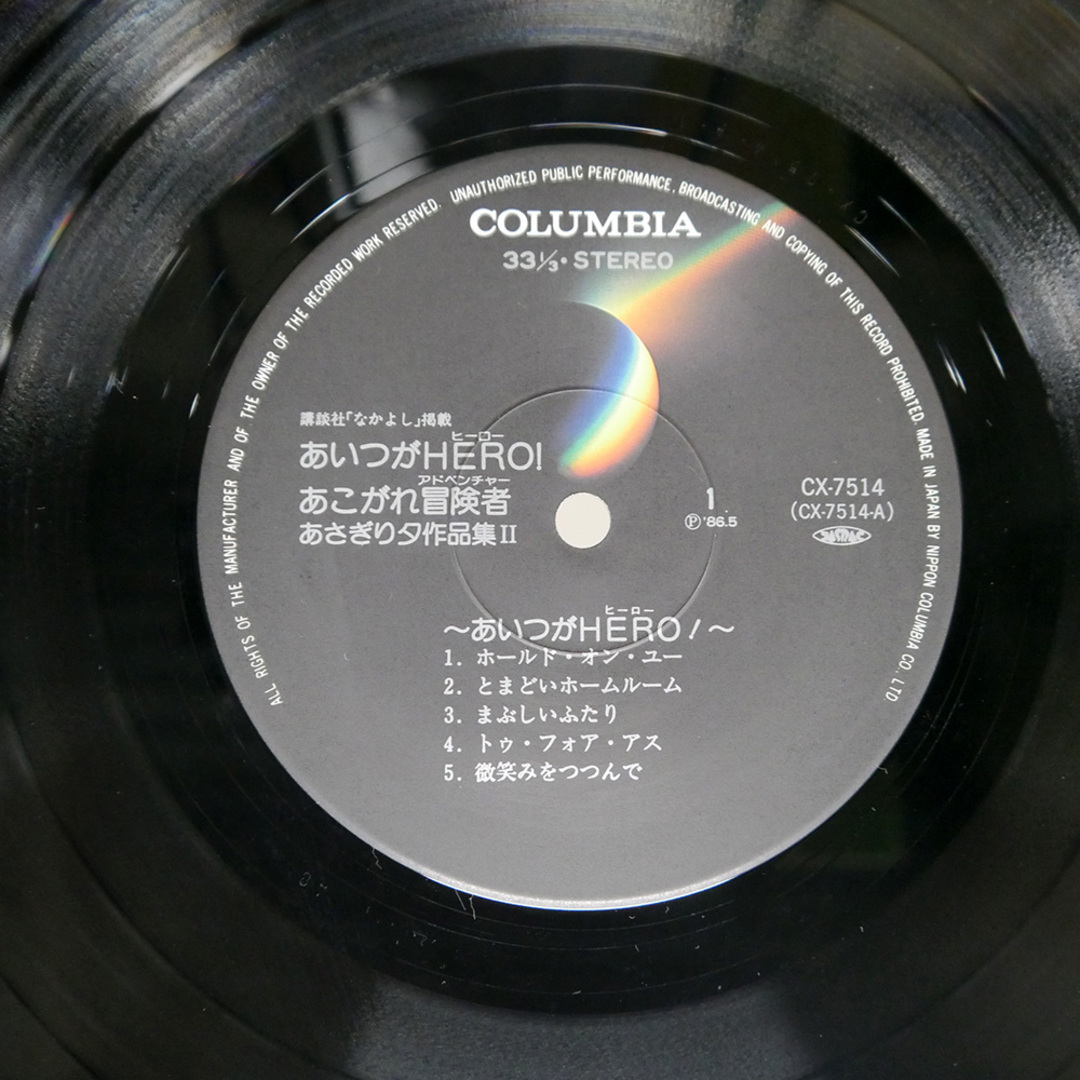 ALL RIGHTS OF THE MANUFACTURER AND OF THE OWNER OF THE RECORDED WORK RESERVED. UNAUTHORIZED PUBLIC PERFORMANCE, BROADCASTING AND COPYING OF THIS RECORD PROHIBITED. MADE IN JAPAN BY NIPPON COLUMBIA CO., LTD
COLUMBIA
33⅓・STEREO
講談社「なかよし」掲載
ヒーロー
あいつがHERO!
アドベンチャー
あこがれ冒険者
あさぎり夕作品集II
1
Ⓟ'86.5
CX-7514
(CX-7514-A)
ヒーロー
〜あいつがHERO!〜
1. ホールド・オン・ユー
2. とまどいホームルーム
3. まぶしいふたり
4. トゥ・フォア・アス
5. 微笑みをつつんで